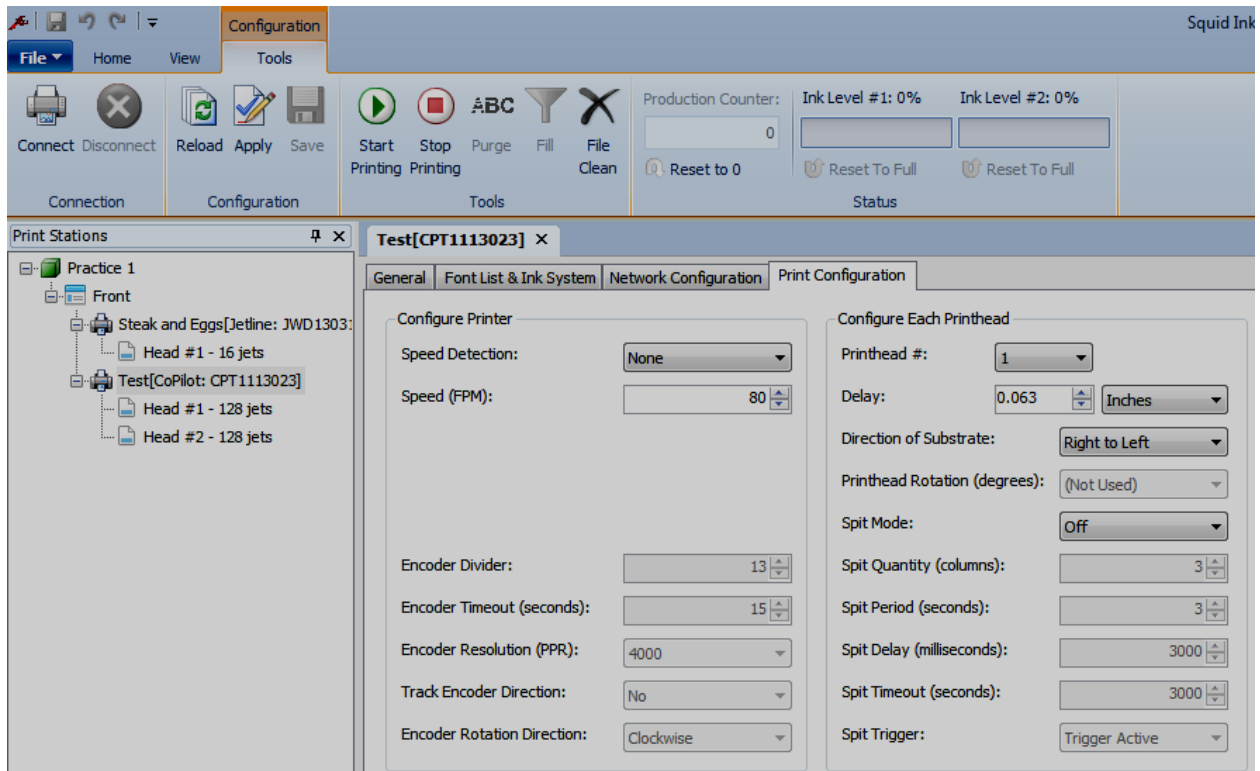 Configuration
Squid Ink
File Home View Tools
Production Counter: Ink Level #1: 0% Ink Level #2: 0%
0
ABC
Connect Disconnect Reload Apply Save Start Printing Stop Printing Purge Fill File Clean
Reset to 0 Reset To Full Reset To Full
Connection Configuration Tools Status
Print Stations
Practice 1
Front
Steak and Eggs[Jetline: JWD1303
Head #1 - 16 jets
Test[CoPilot: CPT1113023]
Head #1 - 128 jets
Head #2 - 128 jets
Test[CPT1113023]
General Font List & Ink System Network Configuration Print Configuration
Configure Printer
Speed Detection: None
Speed (FPM): 80
Encoder Divider: 13
Encoder Timeout (seconds): 15
Encoder Resolution (PPR): 4000
Track Encoder Direction: No
Encoder Rotation Direction: Clockwise
Configure Each Printhead
Printhead #: 1
Delay: 0.063 Inches
Direction of Substrate: Right to Left
Printhead Rotation (degrees): (Not Used)
Spit Mode: Off
Spit Quantity (columns): 3
Spit Period (seconds): 3
Spit Delay (milliseconds): 3000
Spit Timeout (seconds): 3000
Spit Trigger: Trigger Active